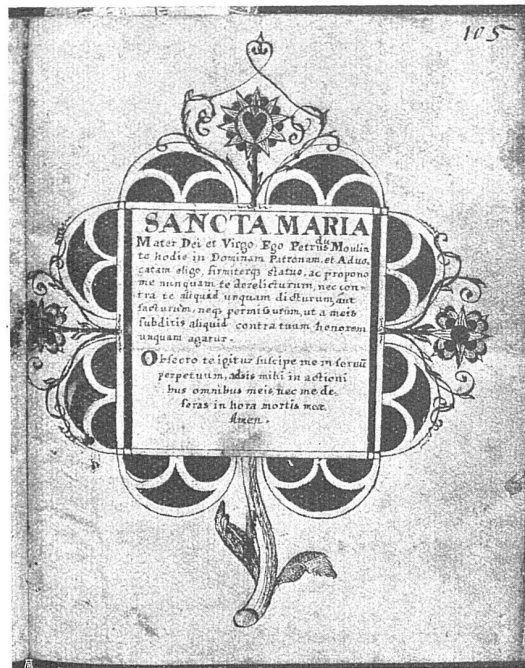 105
SANCTA MARIA
Mater Dei et Virgo Ego Petrus du Moulin
te hodie in Dominam Patronam, et Advo,
catam eligo, firmiterq; statuo, ac propono
me nunquam te derelicturum, nec con-
tra te aliquid unquam dicturum, aut
facturum, neq; permissurum, ut a meis
subditis aliquid contra tuum honorem
unquam agatur.
Obsecro te igitur suscipe me in servū
perpetuum, adsis mihi in actioni
bus omnibus meis, nec me de,
seras in hora mortis meæ
Amen.